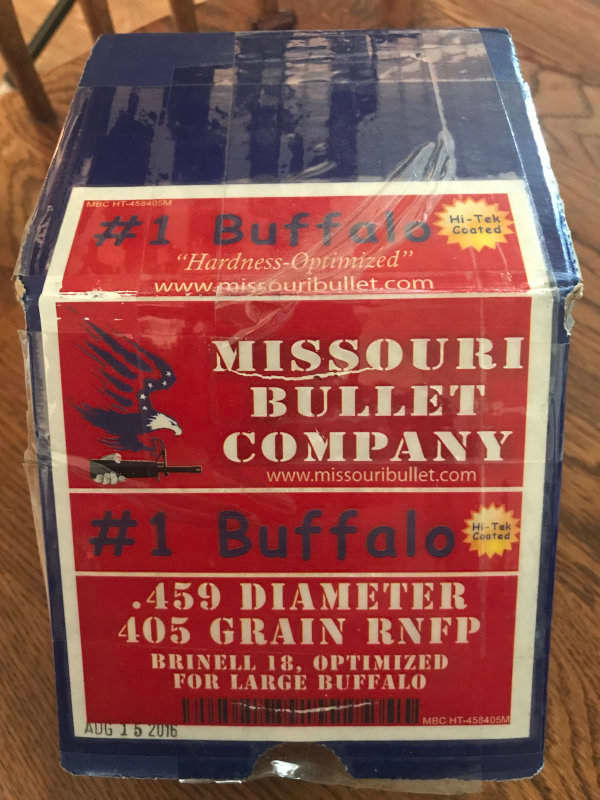 MBC HT-458405M
#1 Buffalo
Hi-Tek
Coated
"Hardness-Optimized"
www.missouribullet.com
MISSOURI
BULLET
COMPANY
www.missouribullet.com
#1 Buffalo
Hi-Tek
Coated
.459 DIAMETER
405 GRAIN RNFP
BRINELL 18, OPTIMIZED
FOR LARGE BUFFALO
MBC HT-458405M
AUG 15 2016